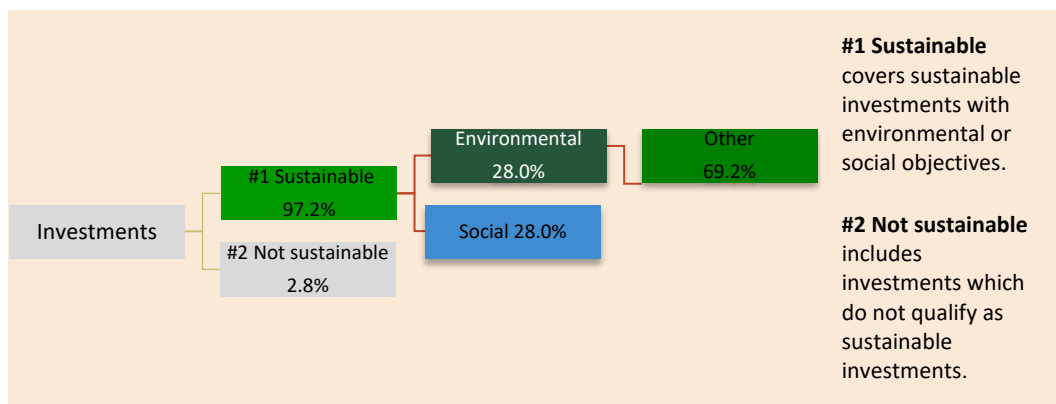 Investments
#1 Sustainable
97.2%
#2 Not sustainable
2.8%
Environmental
28.0%
Social 28.0%
Other
69.2%
#1 Sustainable
covers sustainable
investments with
environmental or
social objectives.
#2 Not sustainable
includes
investments which
do not qualify as
sustainable
investments.